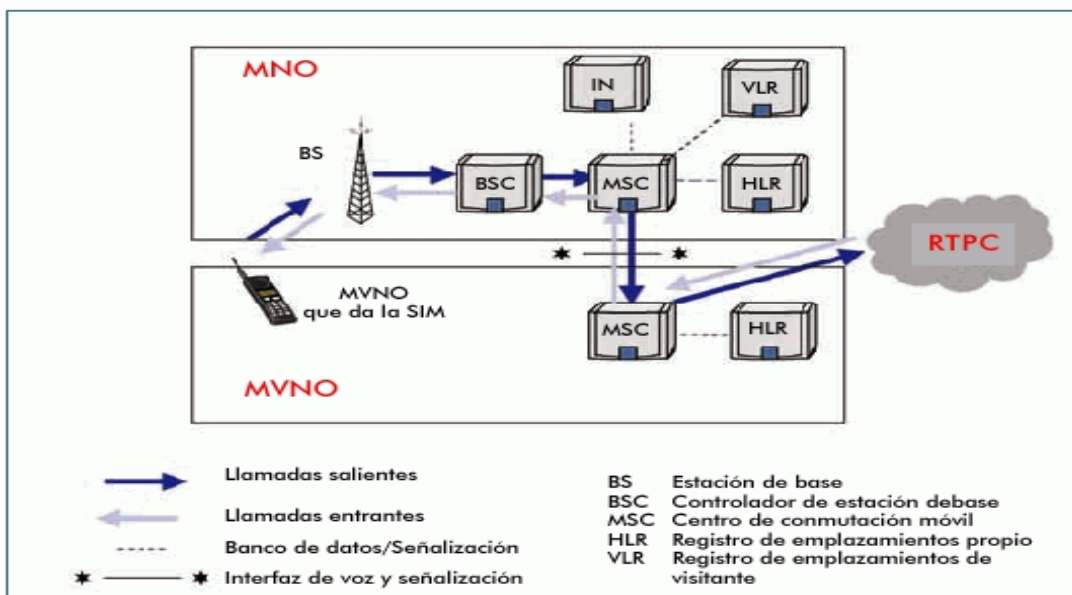 MNO
IN
VLR
BS
BSC
MSC
HLR
RTPC
MVNO
que da la SIM
MSC
HLR
MVNO
Llamadas salientes
Llamadas entrantes
Banco de datos/Señalización
Interfaz de voz y señalización
BS Estación de base
BSC Controlador de estación debase
MSC Centro de conmutación móvil
HLR Registro de emplazamientos propio
VLR Registro de emplazamientos de
visitante